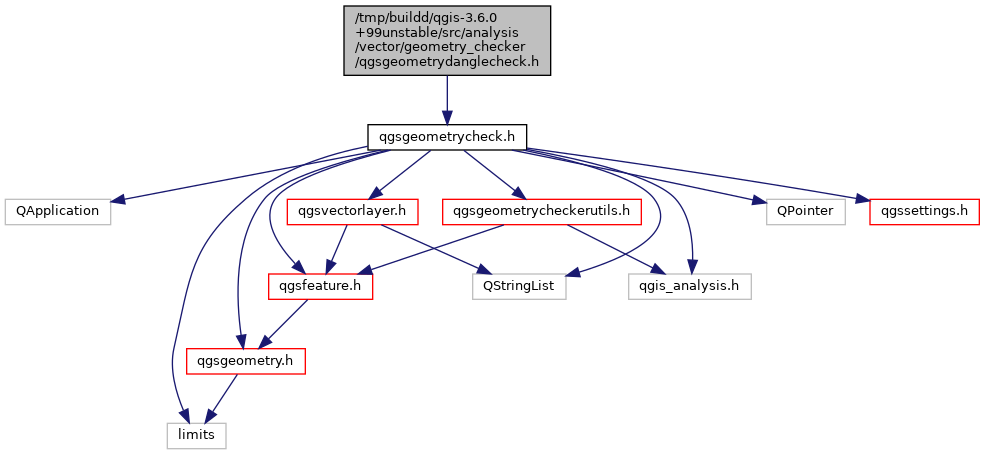 /tmp/buildd/qgis-3.6.0
+99unstable/src/analysis
/vector/geometry_checker
/qgsgeometrydanglecheck.h
qgsgeometrycheck.h
QApplication
qgsvectorlayer.h
qgsgeometrycheckerutils.h
QPointer
qgssettings.h
qgsfeature.h
QStringList
qgis_analysis.h
qgsgeometry.h
limits